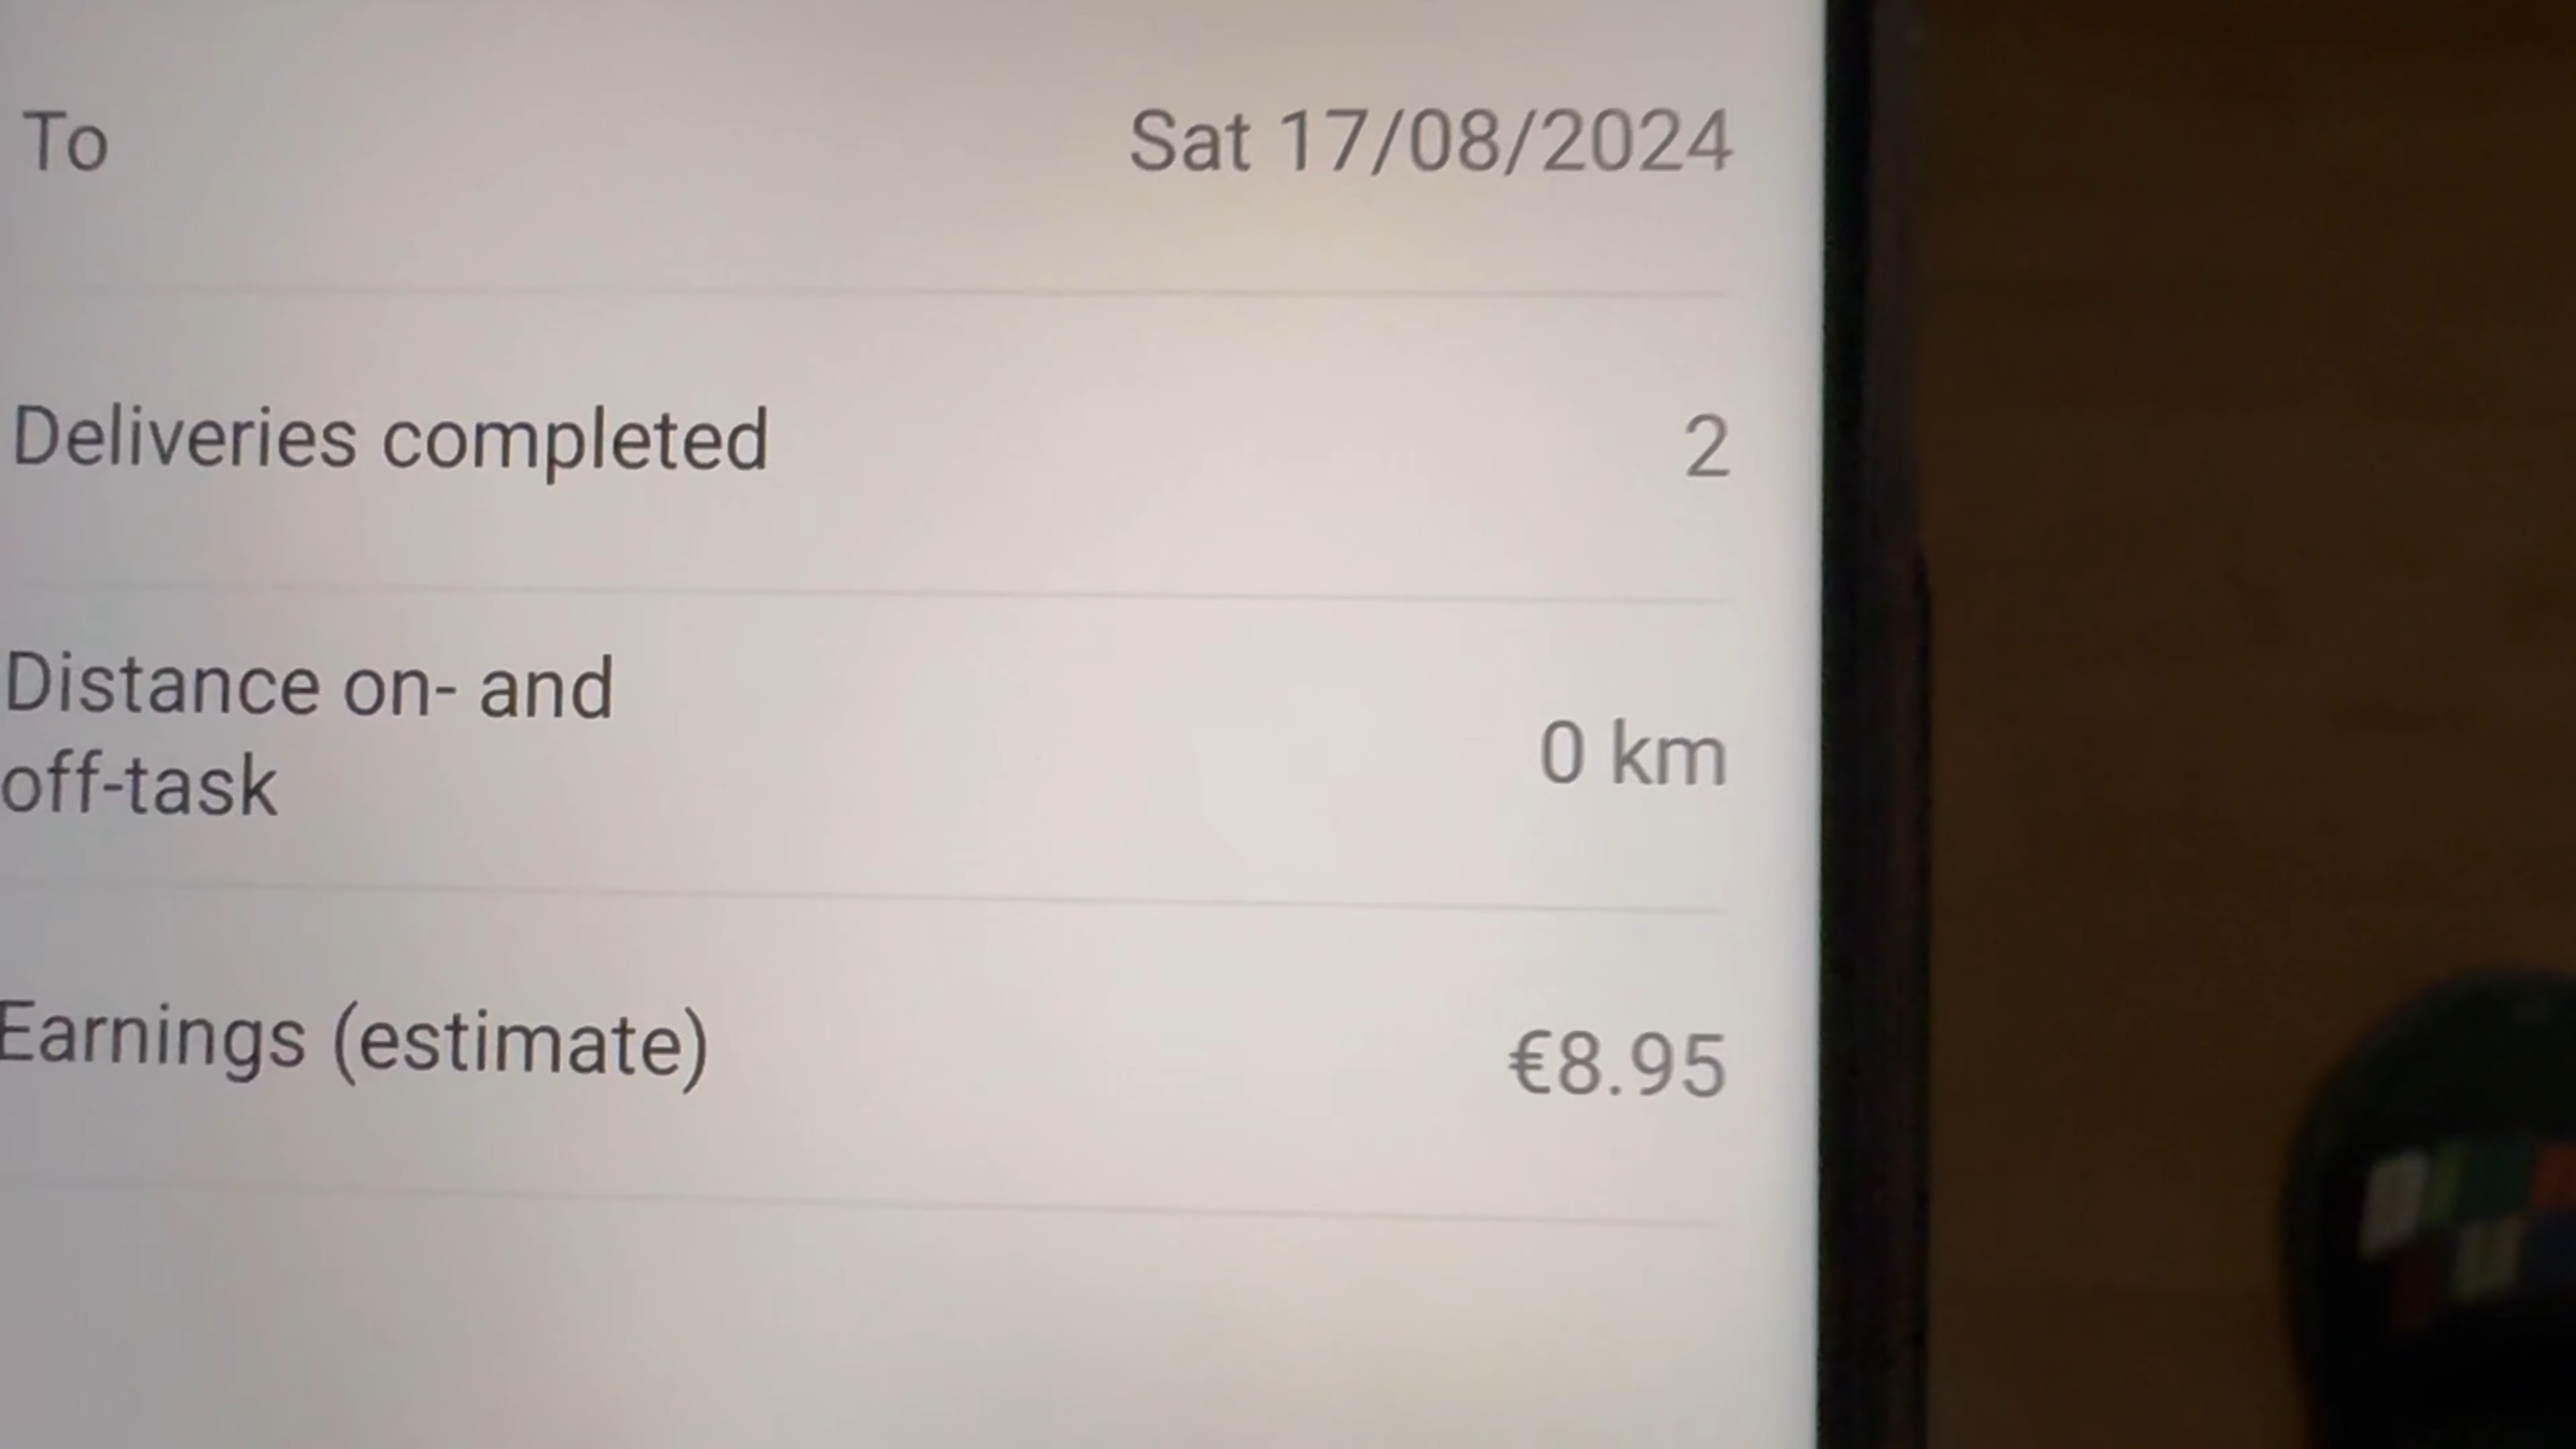 To Sat 17/08/2024
Deliveries completed 2
Distance on- and
off-task 0 km
Earnings (estimate) €8.95